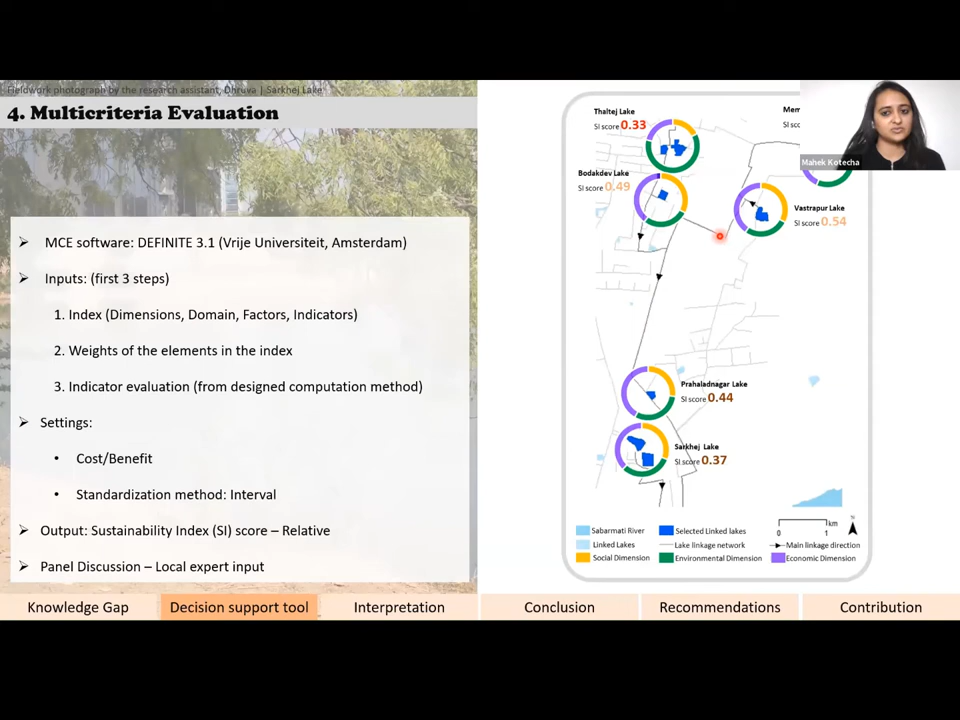 Fieldwork photograph by the research assistant, Dhruva | Sarkhej Lake
4. Multicriteria Evaluation
MCE software: DEFINITE 3.1 (Vrije Universiteit, Amsterdam)
Inputs: (first 3 steps)
1. Index (Dimensions, Domain, Factors, Indicators)
2. Weights of the elements in the index
3. Indicator evaluation (from designed computation method)
Settings:
• Cost/Benefit
• Standardization method: Interval
Output: Sustainability Index (SI) score – Relative
Panel Discussion – Local expert input
Thaltej Lake
SI score 0.33
Bodakdev Lake
SI score 0.49
Mem
SI sc
Mahek Kotecha
Vastrapur Lake
SI score 0.54
Prahaladnagar Lake
SI score 0.44
Sarkhej Lake
SI score 0.37
Sabarmati River
Selected Linked lakes
km
0 1
Linked Lakes
Lake linkage network
Main linkage direction
Social Dimension
Environmental Dimension
Economic Dimension
Knowledge Gap
Decision support tool
Interpretation
Conclusion
Recommendations
Contribution